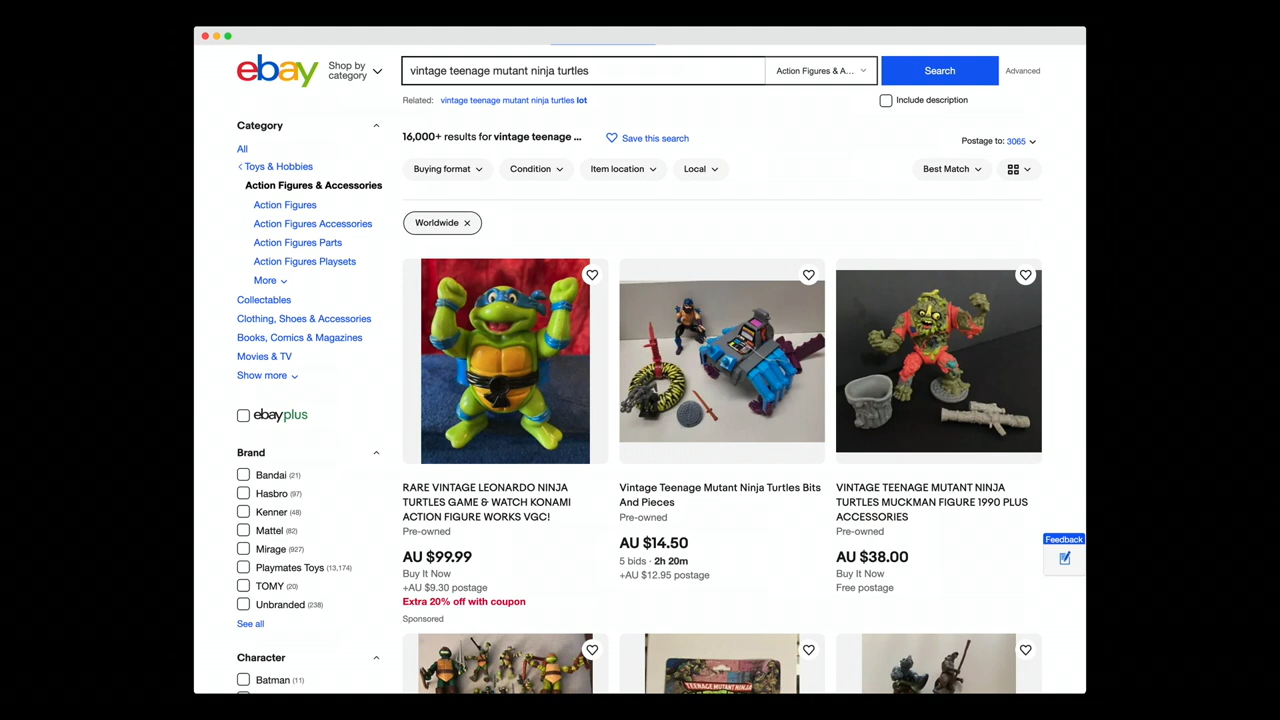 ebay
Shop by
category
vintage teenage mutant ninja turtles
Action Figures & A...
Search
Advanced
Related: vintage teenage mutant ninja turtles lot
Include description
Category
All
Toys & Hobbies
Action Figures & Accessories
Action Figures
Action Figures Accessories
Action Figures Parts
Action Figures Playsets
More
Collectables
Clothing, Shoes & Accessories
Books, Comics & Magazines
Movies & TV
Show more
ebayplus
Brand
Bandai (21)
Hasbro (97)
Kenner (48)
Mattel (82)
Mirage (927)
Playmates Toys (13,174)
TOMY (20)
Unbranded (238)
See all
Character
Batman (11)
16,000+ results for vintage teenage ...
Save this search
Postage to: 3065
Buying format
Condition
Item location
Local
Best Match
Worldwide
RARE VINTAGE LEONARDO NINJA
TURTLES GAME & WATCH KONAMI
ACTION FIGURE WORKS VGC!
Pre-owned
AU $99.99
Buy It Now
+AU $9.30 postage
Extra 20% off with coupon
Sponsored
Vintage Teenage Mutant Ninja Turtles Bits
And Pieces
Pre-owned
AU $14.50
5 bids · 2h 20m
+AU $12.95 postage
VINTAGE TEENAGE MUTANT NINJA
TURTLES MUCKMAN FIGURE 1990 PLUS
ACCESSORIES
Pre-owned
AU $38.00
Buy It Now
Free postage
Feedback
TEENAGE MUTANT NINJA